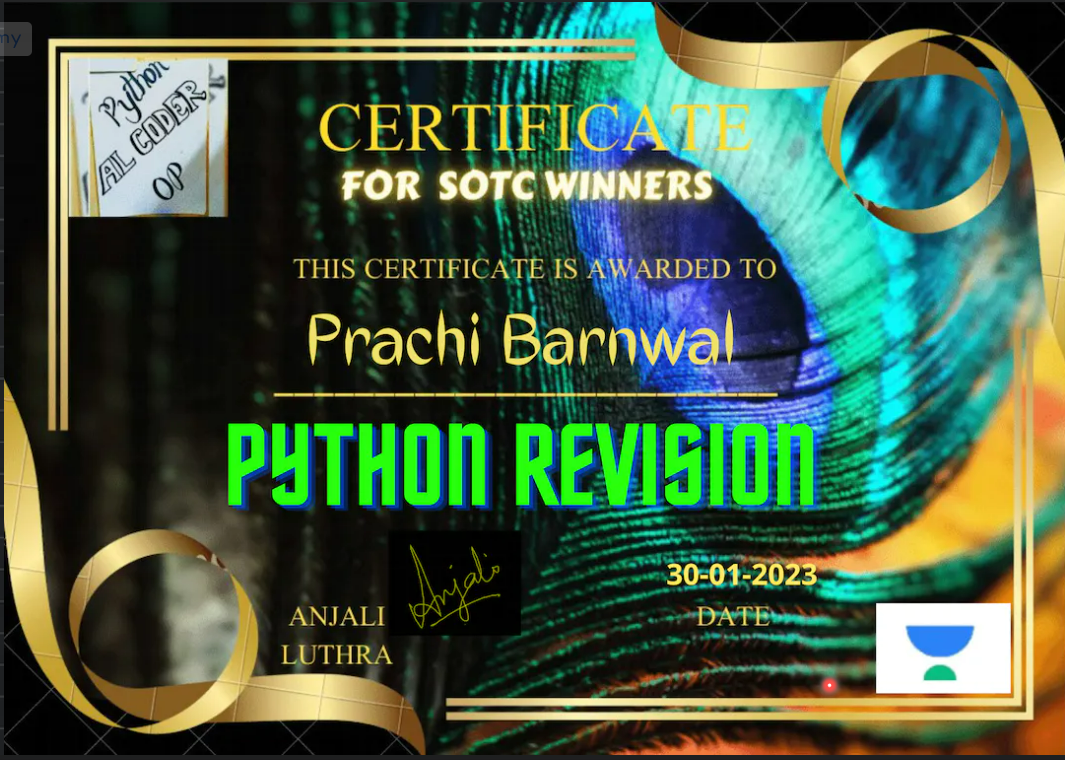 my
Python
AL CODER
OP
CERTIFICATE
FOR SOTC WINNERS
THIS CERTIFICATE IS AWARDED TO
Prachi Barnwal
PYTHON REVISION
Anjali
30-01-2023
ANJALI
LUTHRA
DATE